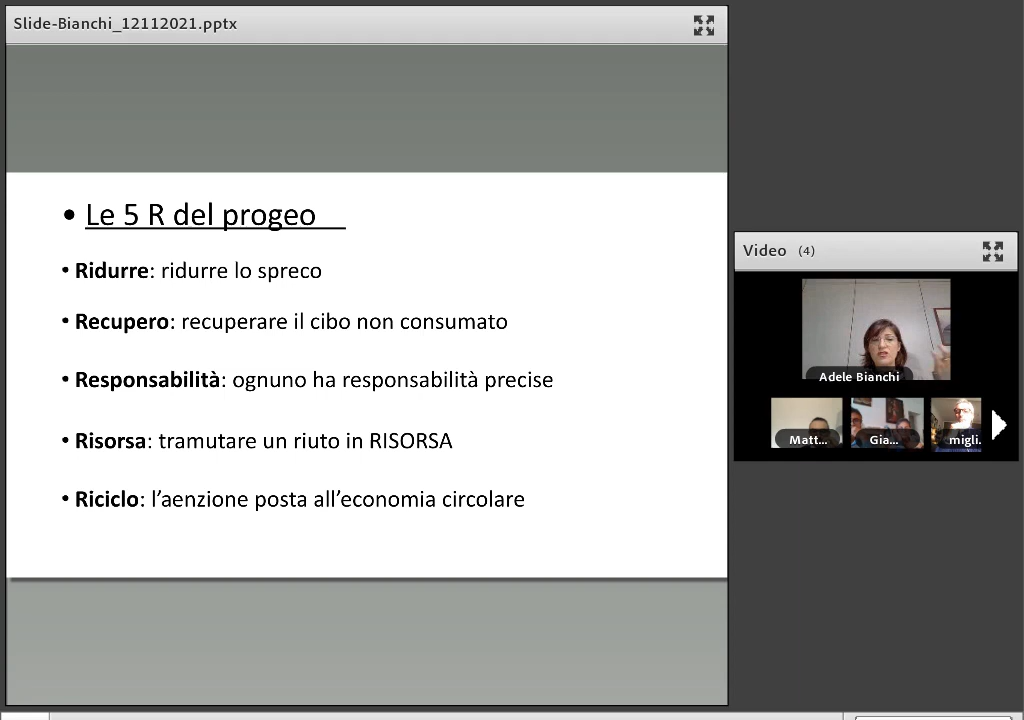 Slide-Bianchi_12112021.pptx
• Le 5 R del progeo
• Ridurre: ridurre lo spreco
• Recupero: recuperare il cibo non consumato
• Responsabilità: ognuno ha responsabilità precise
• Risorsa: tramutare un riuto in RISORSA
• Riciclo: l’aenzione posta all’economia circolare
Video (4)
Adele Bianchi
Matt... Gia... migli.